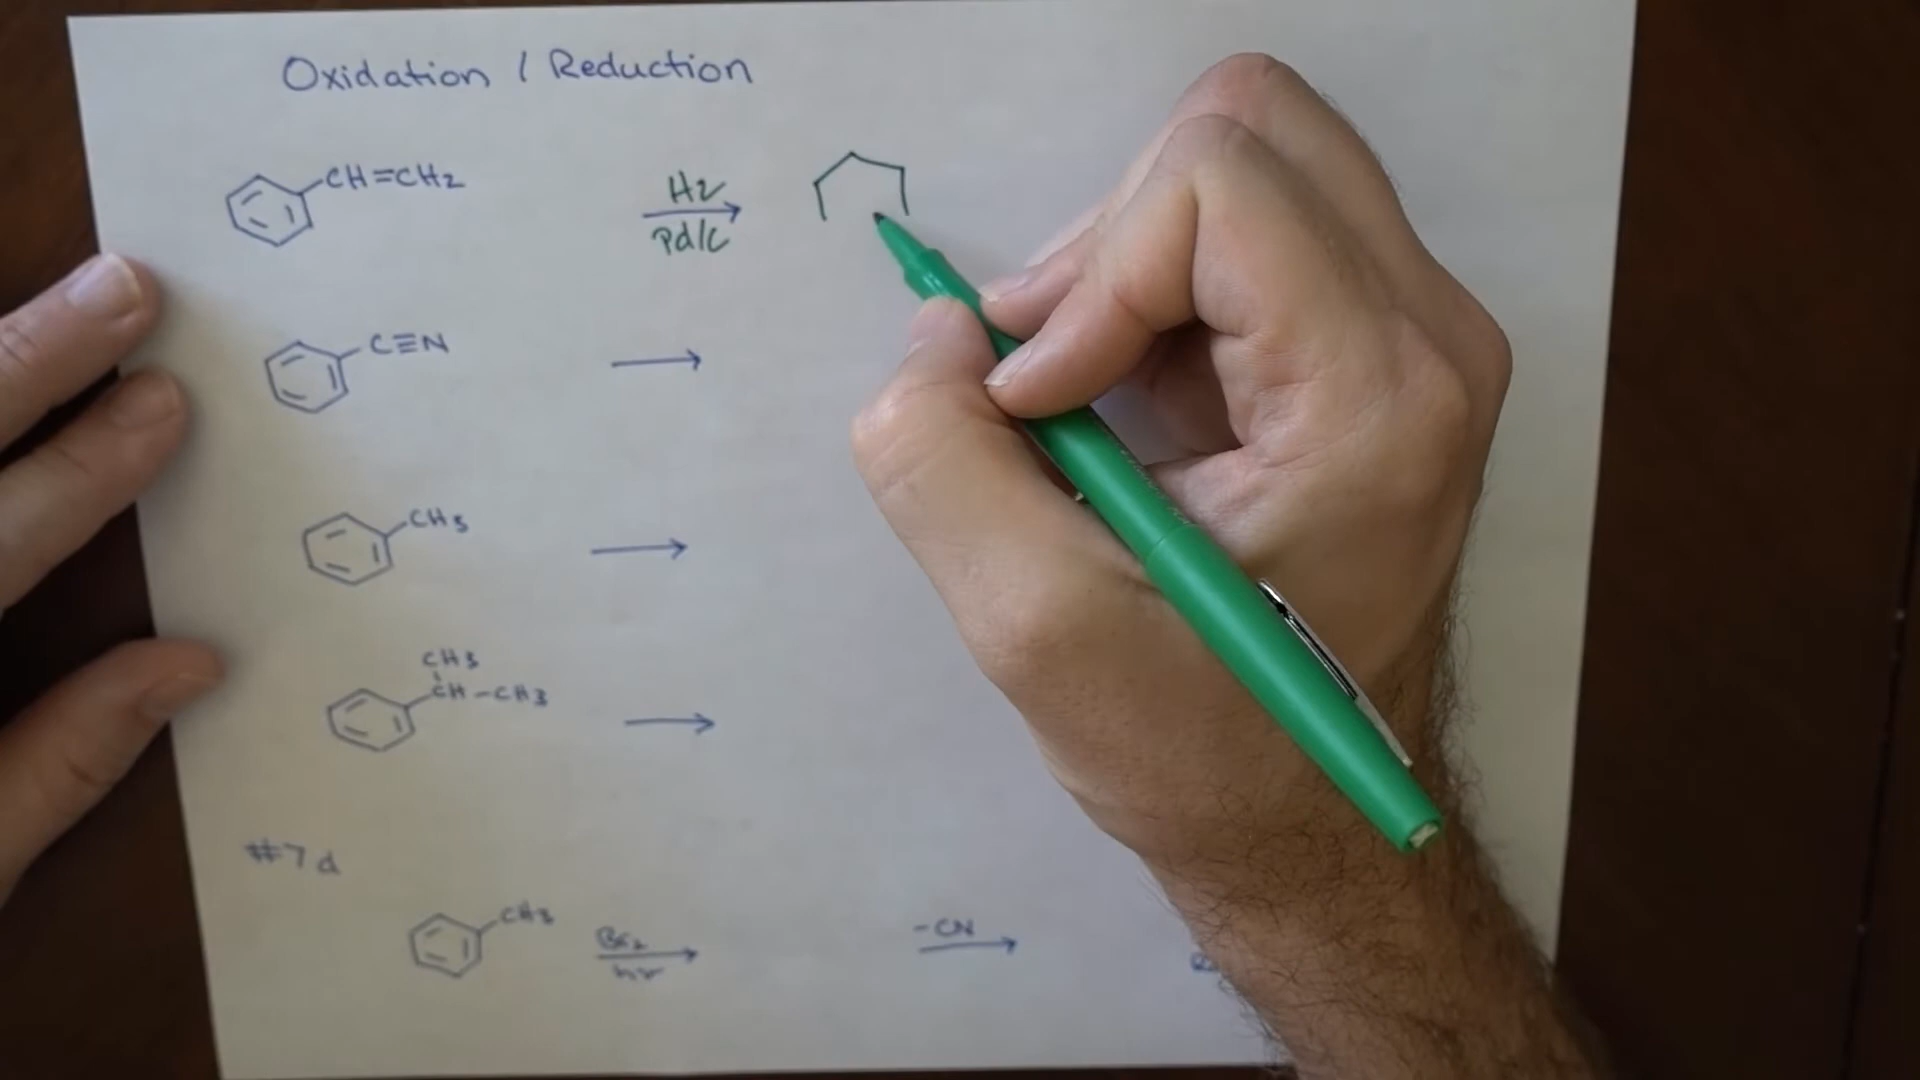 Oxidation / Reduction
CH=CH2
H2
Pd/C
C≡N
CH3
CH3
CH-CH3
#7d
CH3
Br2
hν
-CN